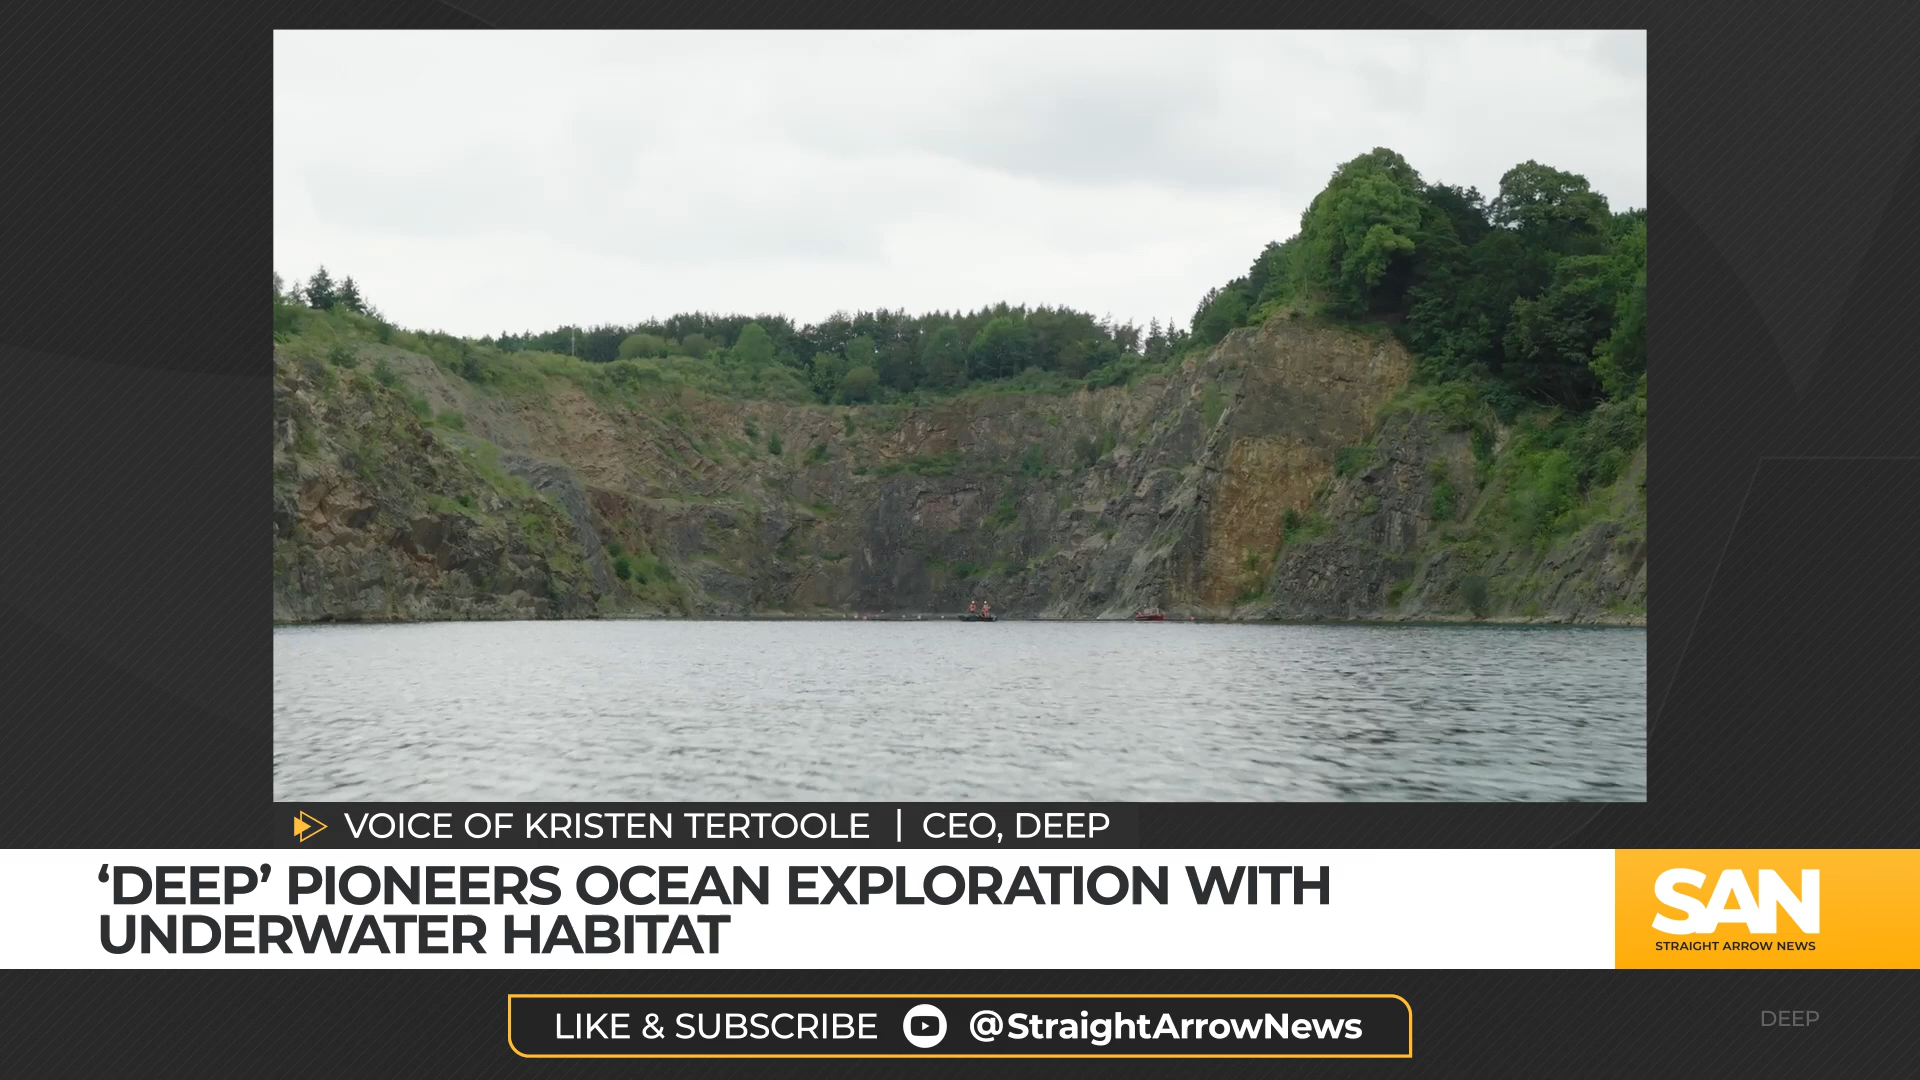 VOICE OF KRISTEN TERTOOLE | CEO, DEEP
‘DEEP’ PIONEERS OCEAN EXPLORATION WITH
UNDERWATER HABITAT
SAN
STRAIGHT ARROW NEWS
LIKE & SUBSCRIBE @StraightArrowNews
DEEP